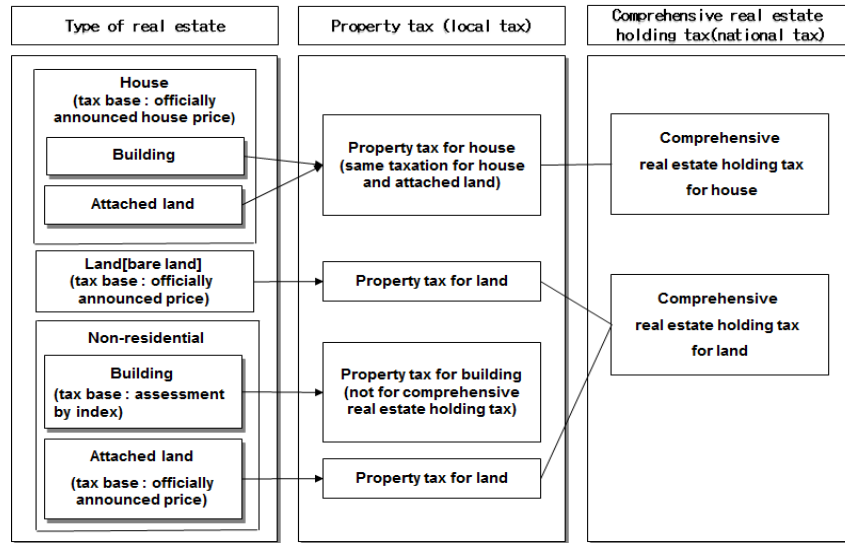 Type of real estate
Property tax (local tax)
Comprehensive real estate
holding tax(national tax)
House
(tax base : officially
announced house price)
Building
Attached land
Land[bare land]
(tax base : officially
announced price)
Non-residential
Building
(tax base : assessment
by index)
Attached land
(tax base : officially
announced price)
Property tax for house
(same taxation for house
and attached land)
Property tax for land
Property tax for building
(not for comprehensive
real estate holding tax)
Property tax for land
Comprehensive
real estate holding tax
for house
Comprehensive
real estate holding tax
for land